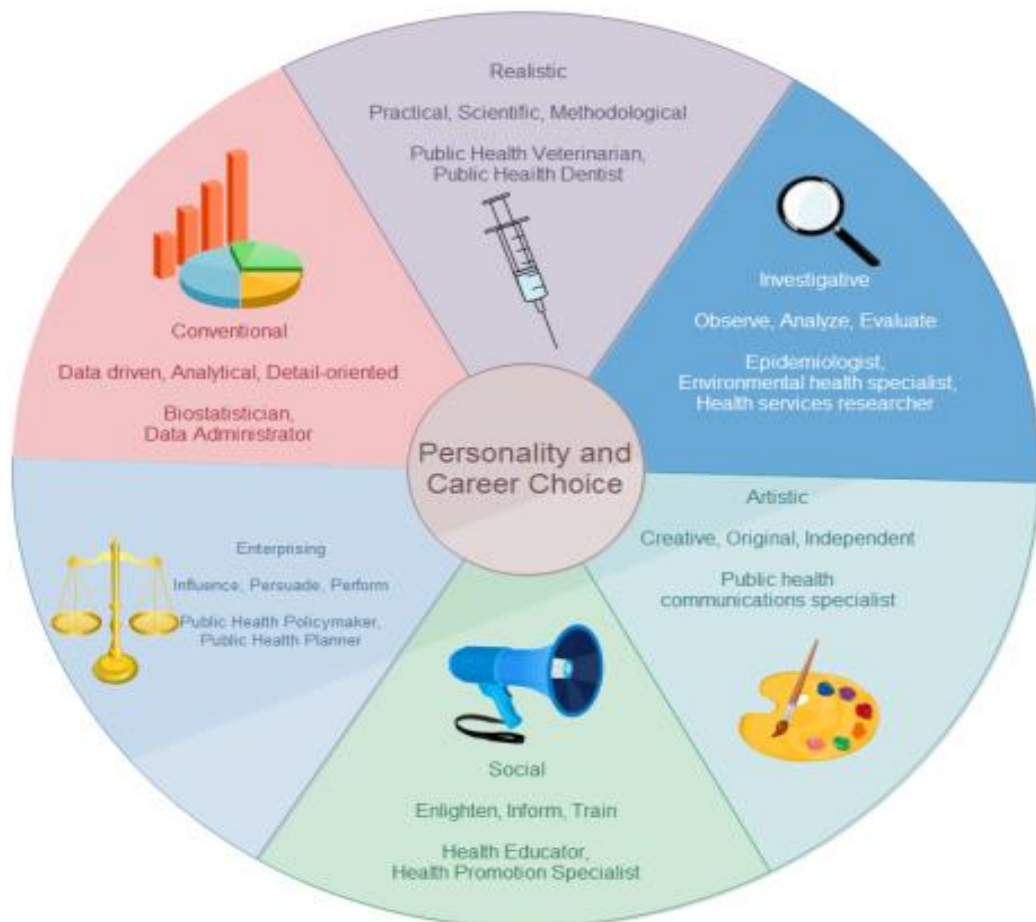 Realistic
Practical, Scientific, Methodological
Public Health Veterinarian,
Public Health Dentist
Investigative
Observe, Analyze, Evaluate
Epidemiologist,
Environmental health specialist,
Health services researcher
Artistic
Creative, Original, Independent
Public health
communications specialist
Social
Enlighten, Inform, Train
Health Educator,
Health Promotion Specialist
Enterprising
Influence, Persuade, Perform
Public Health Policymaker,
Public Health Planner
Conventional
Data driven, Analytical, Detail-oriented
Biostatistician,
Data Administrator
Personality and
Career Choice